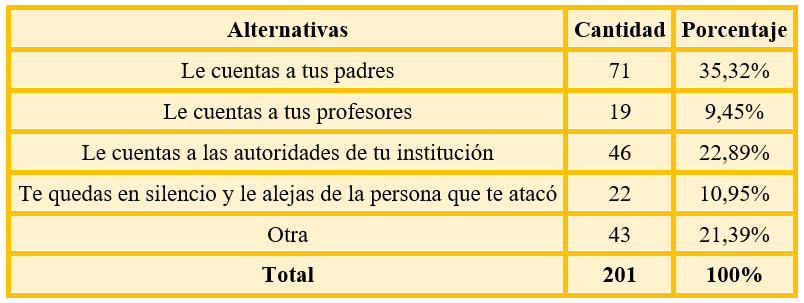 Alternativas Cantidad Porcentaje
Le cuentas a tus padres 71 35,32%
Le cuentas a tus profesores 19 9,45%
Le cuentas a las autoridades de tu institución 46 22,89%
Te quedas en silencio y le alejas de la persona que te atacó 22 10,95%
Otra 43 21,39%
Total 201 100%